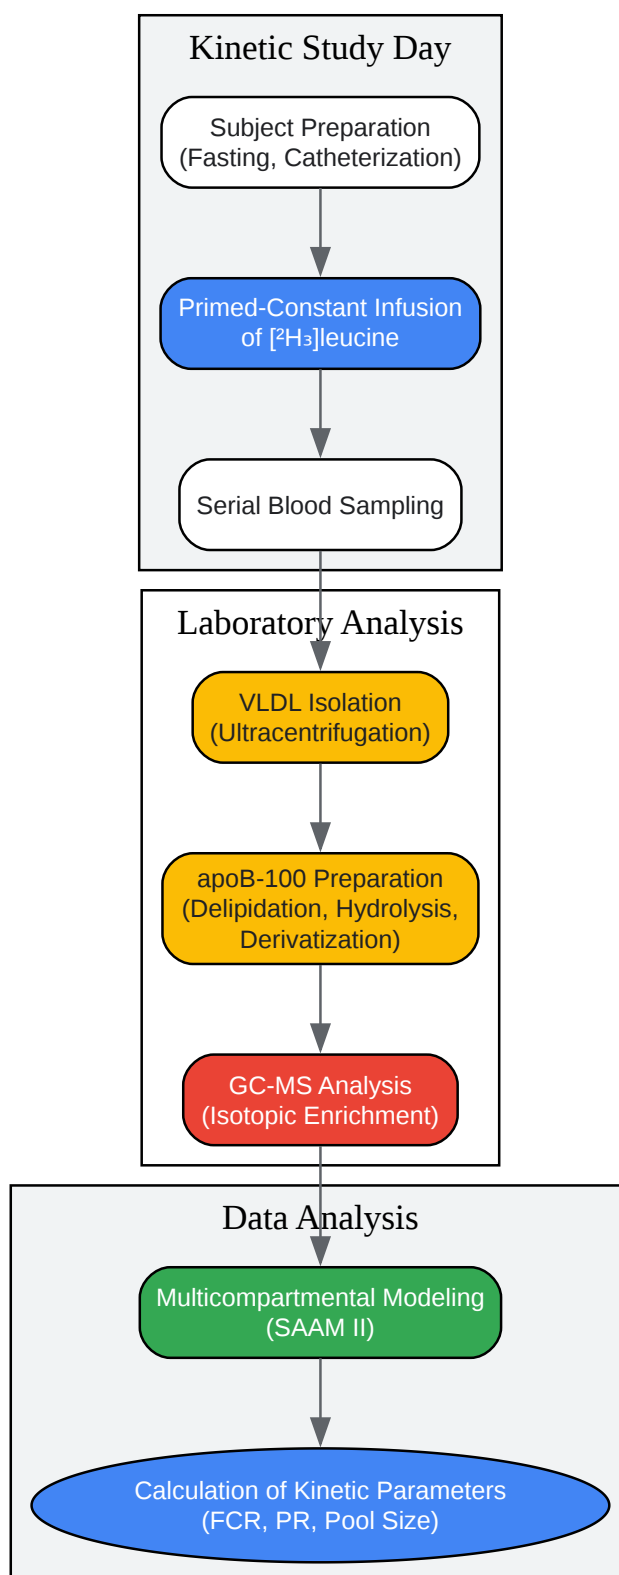 Kinetic Study Day
Subject Preparation
(Fasting, Catheterization)
Primed-Constant Infusion
of [²H₃]leucine
Serial Blood Sampling
Laboratory Analysis
VLDL Isolation
(Ultracentrifugation)
apoB-100 Preparation
(Delipidation, Hydrolysis,
Derivatization)
GC-MS Analysis
(Isotopic Enrichment)
Data Analysis
Multicompartmental Modeling
(SAAM II)
Calculation of Kinetic Parameters
(FCR, PR, Pool Size)